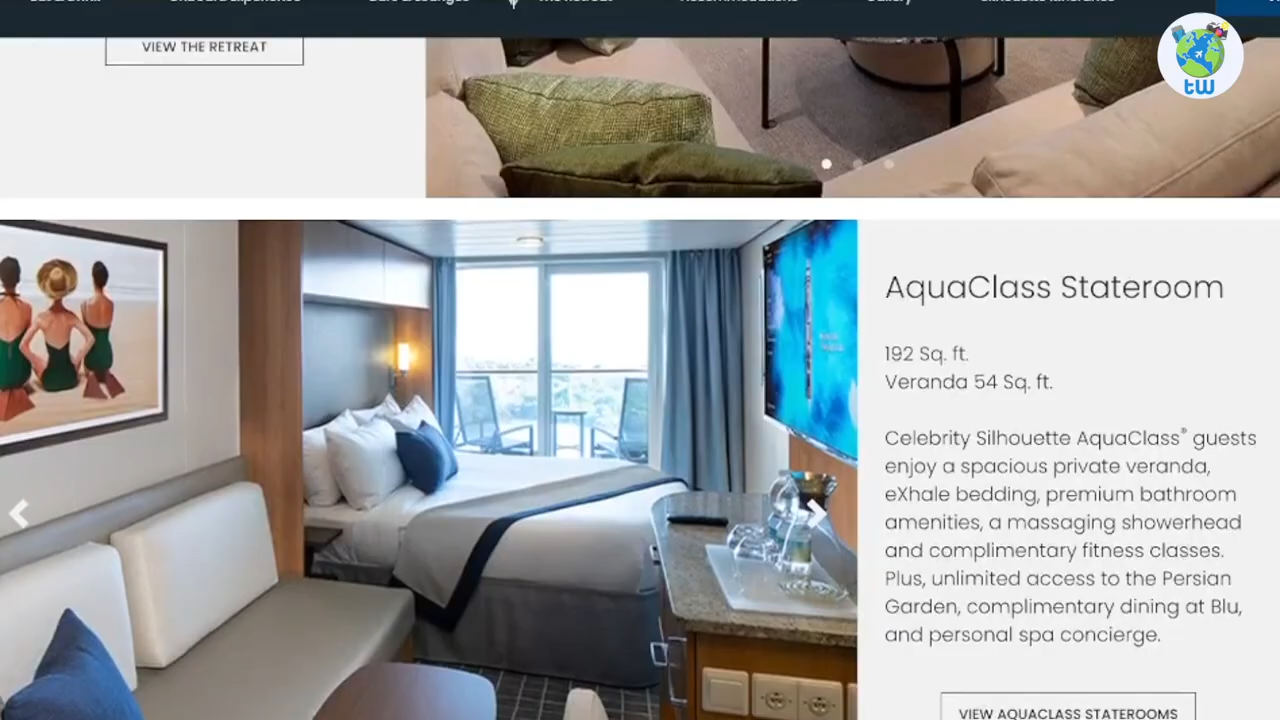 VIEW THE RETREAT
tw
AquaClass Stateroom
192 Sq. ft.
Veranda 54 Sq. ft.
Celebrity Silhouette AquaClass® guests
enjoy a spacious private veranda,
eXhale bedding, premium bathroom
amenities, a massaging showerhead
and complimentary fitness classes.
Plus, unlimited access to the Persian
Garden, complimentary dining at Blu,
and personal spa concierge.
VIEW AQUACLASS STATEROOMS